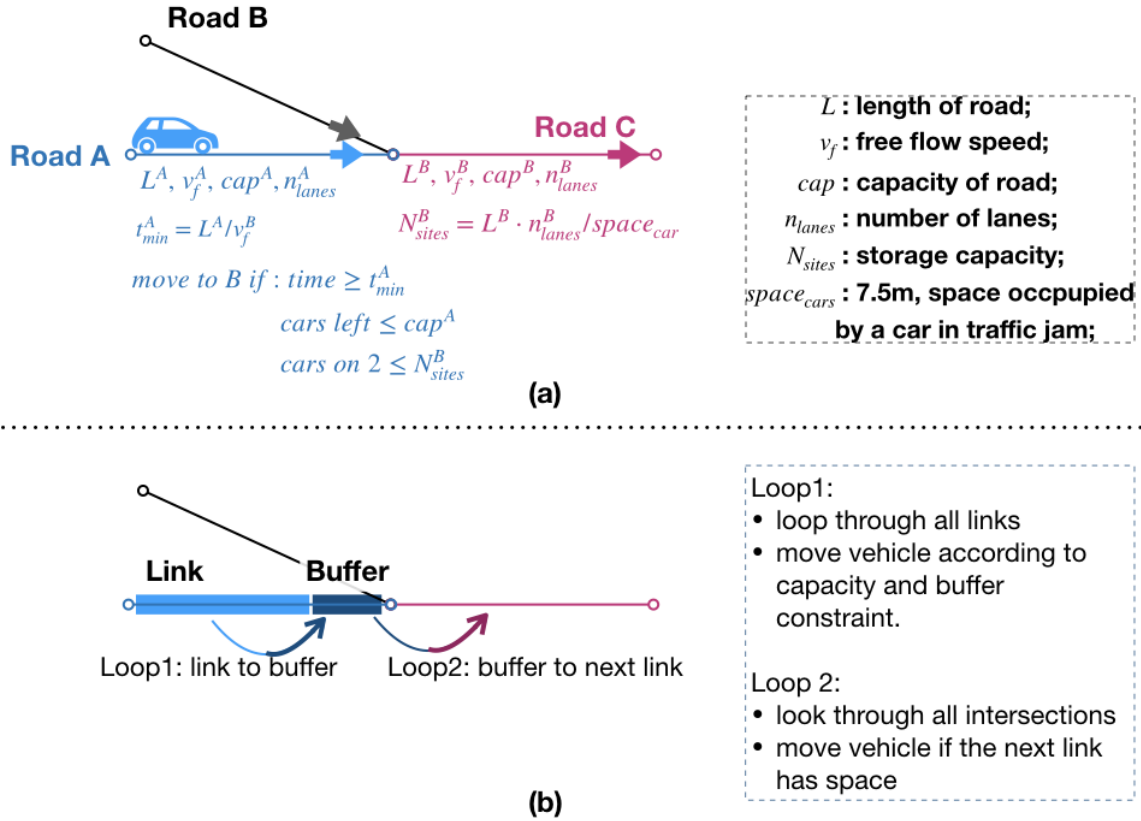 Road B
Road A
Road C
L^A, v_f^A, cap^A, n_lanes^A
t_min^A = L^A/v_f^B
move to B if : time ≥ t_min^A
cars left ≤ cap^A
cars on 2 ≤ N_sites^B
L^B, v_f^B, cap^B, n_lanes^B
N_sites^B = L^B · n_lanes^B/space_car
L : length of road;
v_f : free flow speed;
cap : capacity of road;
n_lanes : number of lanes;
N_sites : storage capacity;
space_cars : 7.5m, space occpupied
by a car in traffic jam;
(a)
Link
Buffer
Loop1: link to buffer
Loop2: buffer to next link
Loop1:
• loop through all links
• move vehicle according to
capacity and buffer
constraint.
Loop 2:
• look through all intersections
• move vehicle if the next link
has space
(b)